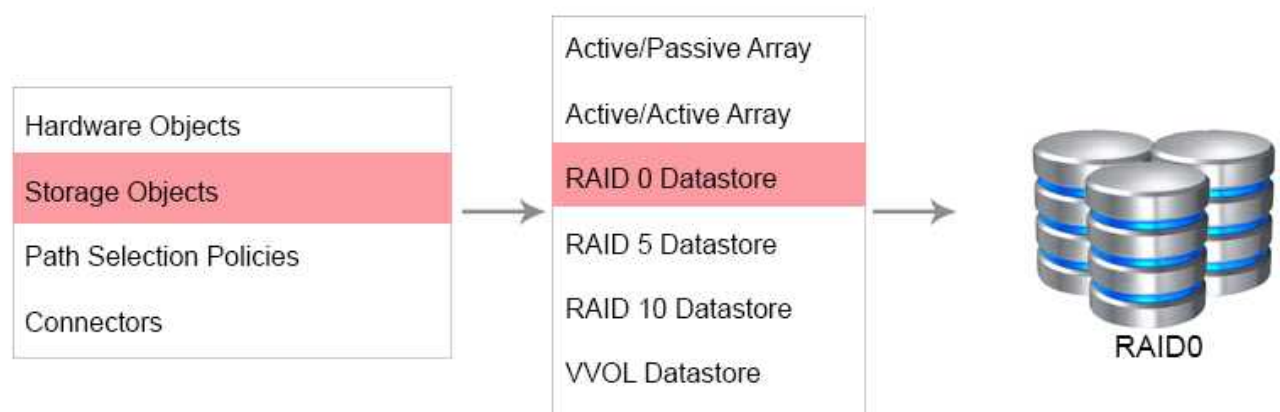 Hardware Objects
Storage Objects
Path Selection Policies
Connectors
Active/Passive Array
Active/Active Array
RAID 0 Datastore
RAID 5 Datastore
RAID 10 Datastore
VVOL Datastore
RAID0